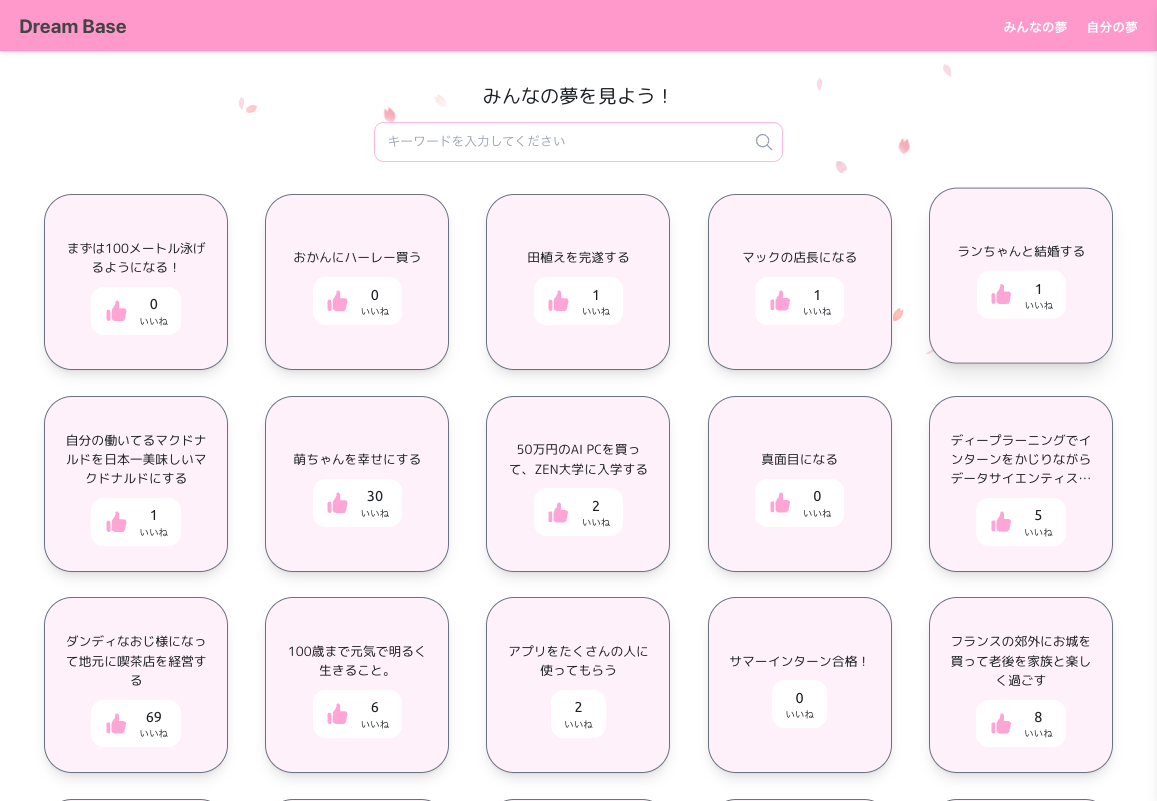 Dream Base
みんなの夢
自分の夢
みんなの夢を見よう！
キーワードを入力してください
まずは100メートル泳げ
るようになる！
0
いいね
おかんにハーレー買う
0
いいね
田植えを完遂する
1
いいね
マックの店長になる
1
いいね
ランちゃんと結婚する
1
いいね
自分の働いてるマクドナ
ルドを日本一美味しいマ
クドナルドにする
1
いいね
萌ちゃんを幸せにする
30
いいね
50万円のAI PCを買っ
て、ZEN大学に入学する
2
いいね
真面目になる
0
いいね
ディープラーニングでイ
ンターンをかじりながら
データサイエンティス…
5
いいね
ダンディなおじ様になっ
て地元に喫茶店を経営す
る
69
いいね
100歳まで元気で明るく
生きること。
6
いいね
アプリをたくさんの人に
使ってもらう
2
いいね
サマーインターン合格！
0
いいね
フランスの郊外にお城を
買って老後を家族と楽し
く過ごす
8
いいね